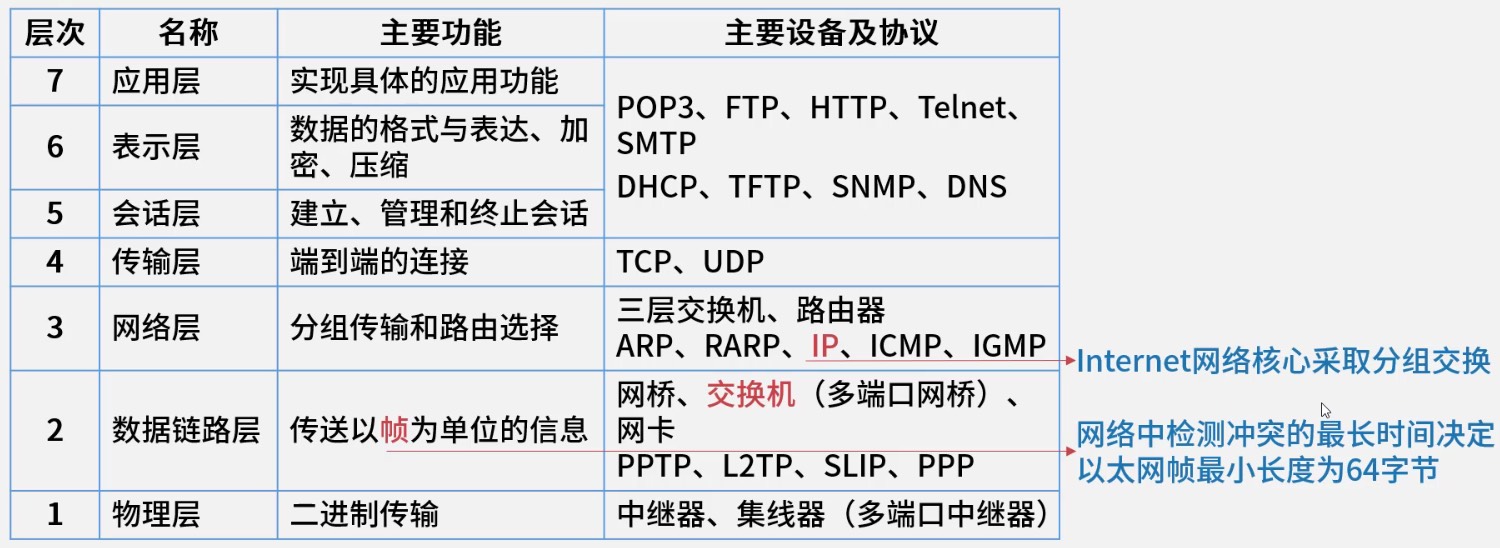 层次 名称 主要功能 主要设备及协议
7 应用层 实现具体的应用功能
6 表示层 数据的格式与表达、加
密、压缩
5 会话层 建立、管理和终止会话
POP3、FTP、HTTP、Telnet、
SMTP
DHCP、TFTP、SNMP、DNS
4 传输层 端到端的连接 TCP、UDP
3 网络层 分组传输和路由选择 三层交换机、路由器
ARP、RARP、IP、ICMP、IGMP
Internet网络核心采取分组交换
2 数据链路层 传送以帧为单位的信息 网桥、交换机（多端口网桥）、
网卡
PPTP、L2TP、SLIP、PPP
网络中检测冲突的最长时间决定
以太网帧最小长度为64字节
1 物理层 二进制传输 中继器、集线器（多端口中继器）